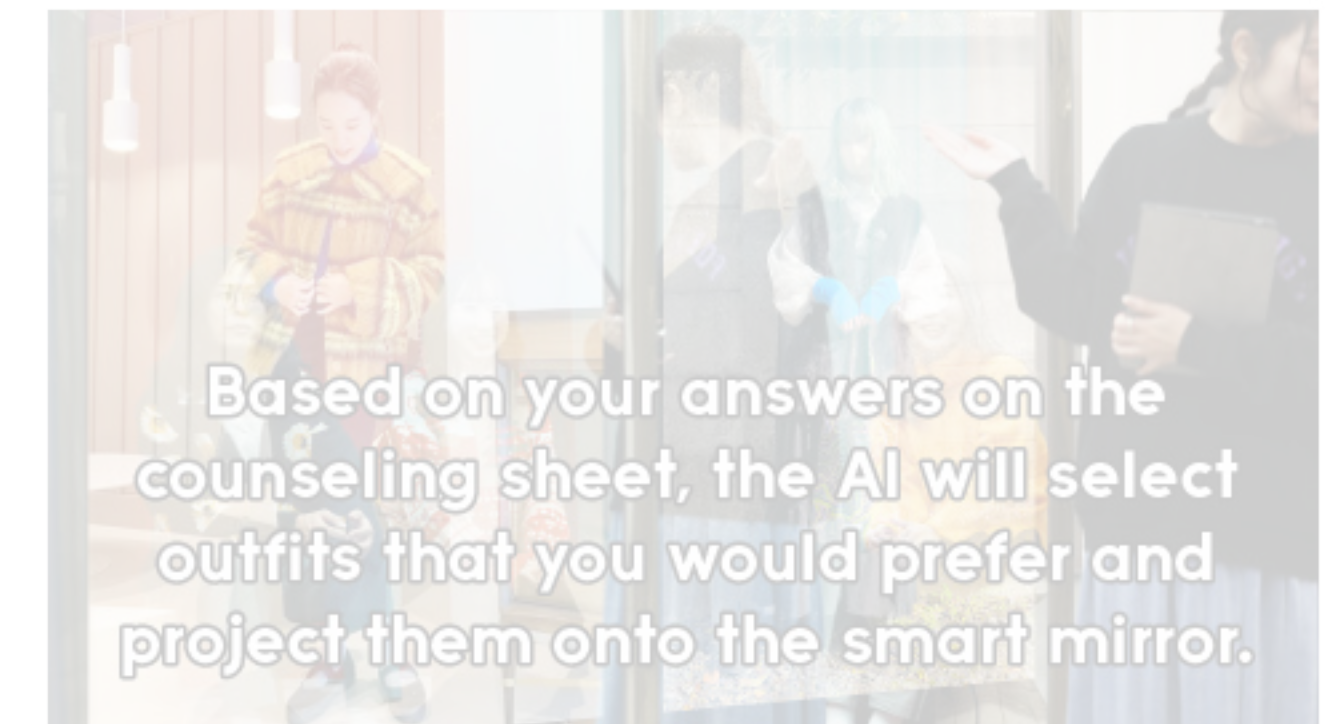 Based on your answers on the
counseling sheet, the AI will select
outfits that you would prefer and
project them onto the smart mirror.